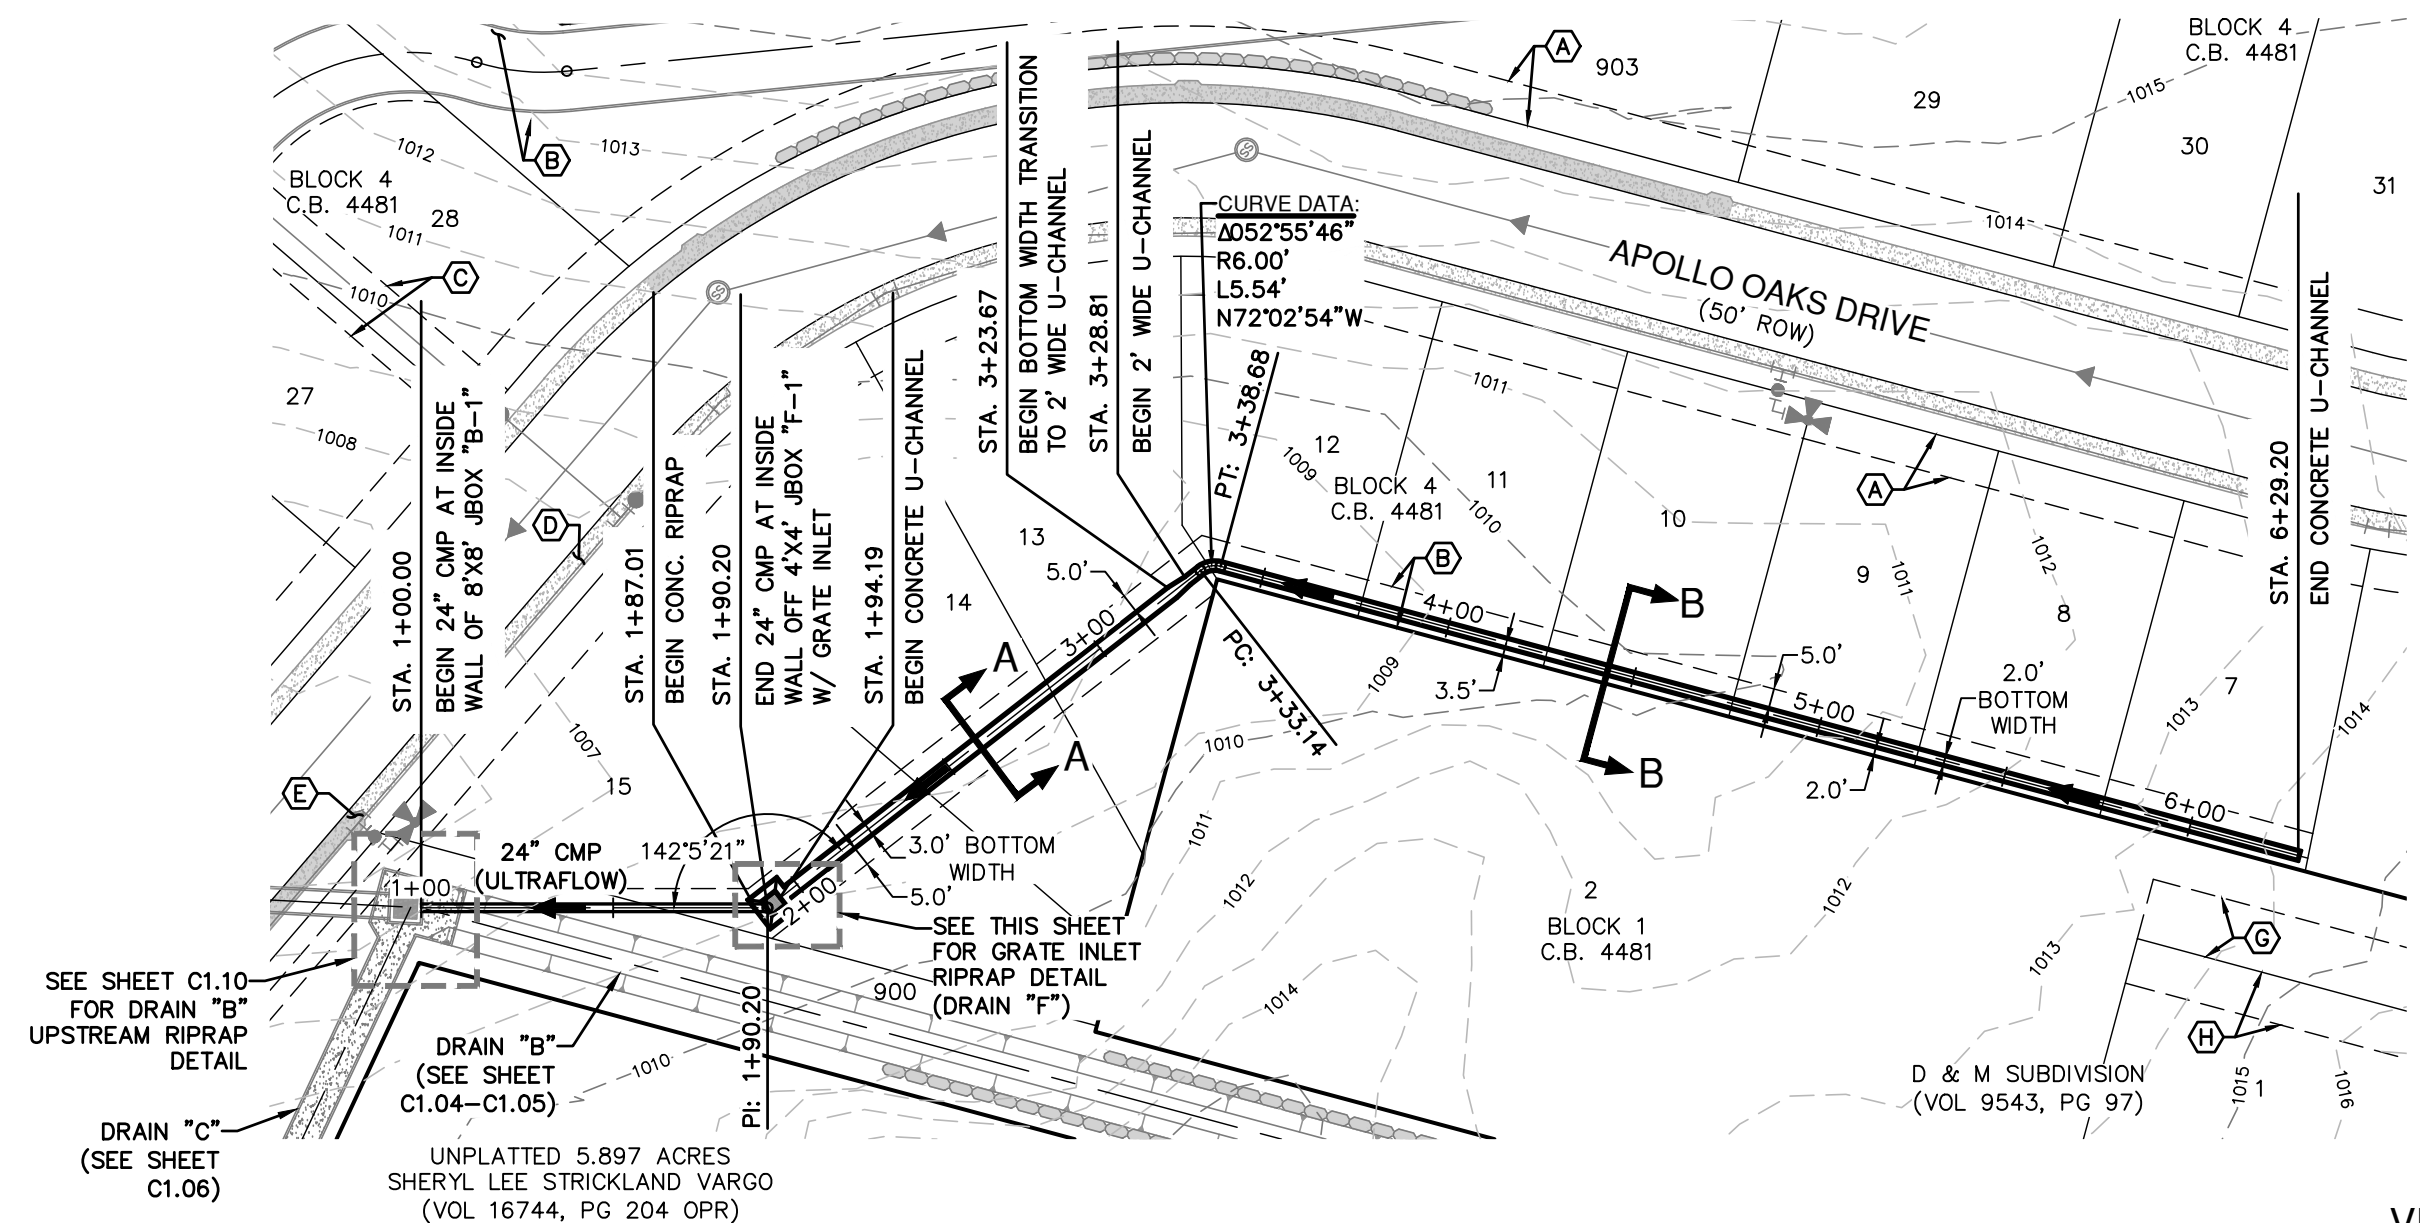 BLOCK 4
C.B. 4481
A
903
29
30
31
1015
B
1012
1013
BLOCK 4
C.B. 4481
28
1011
C
1010
27
1008
SS
SS
STA. 1+00.00
BEGIN 24" CMP AT INSIDE
WALL OF 8'X8' JBOX "B-1"
STA. 1+87.01
BEGIN CONC. RIPRAP
STA. 1+90.20
END 24" CMP AT INSIDE
WALL OFF 4'X4' JBOX "F-1"
W/ GRATE INLET
STA. 1+94.19
BEGIN CONCRETE U-CHANNEL
STA. 3+23.67
BEGIN BOTTOM WIDTH TRANSITION
TO 2' WIDE U-CHANNEL
STA. 3+28.81
BEGIN 2' WIDE U-CHANNEL
CURVE DATA:
Δ052°55'46"
R6.00'
L5.54'
N72°02'54"W
PT: 3+38.68
PC: 3+33.14
APOLLO OAKS DRIVE
(50' ROW)
1014
STA. 6+29.20
END CONCRETE U-CHANNEL
1011
12
1009
BLOCK 4
C.B. 4481
11
1010
10
A
9
1011
1012
8
7
1013
1014
D
13
5.0'
14
3+00
B
4+00
B
B
5.0'
3.5'
1009
5+00
2.0'
BOTTOM
WIDTH
2.0'
6+00
A
A
1007
15
E
1010
1011
1012
24" CMP
(ULTRAFLOW)
142°5'21"
1+00
2+00
3.0' BOTTOM
WIDTH
5.0'
SEE THIS SHEET
FOR GRATE INLET
RIPRAP DETAIL
(DRAIN "F")
900
PI: 1+90.20
2
BLOCK 1
C.B. 4481
1012
1013
1014
G
H
SEE SHEET C1.10
FOR DRAIN "B"
UPSTREAM RIPRAP
DETAIL
DRAIN "B"
(SEE SHEET
C1.04-C1.05)
1010
DRAIN "C"
(SEE SHEET
C1.06)
UNPLATTED 5.897 ACRES
SHERYL LEE STRICKLAND VARGO
(VOL 16744, PG 204 OPR)
D & M SUBDIVISION
(VOL 9543, PG 97)
1015
1
1016